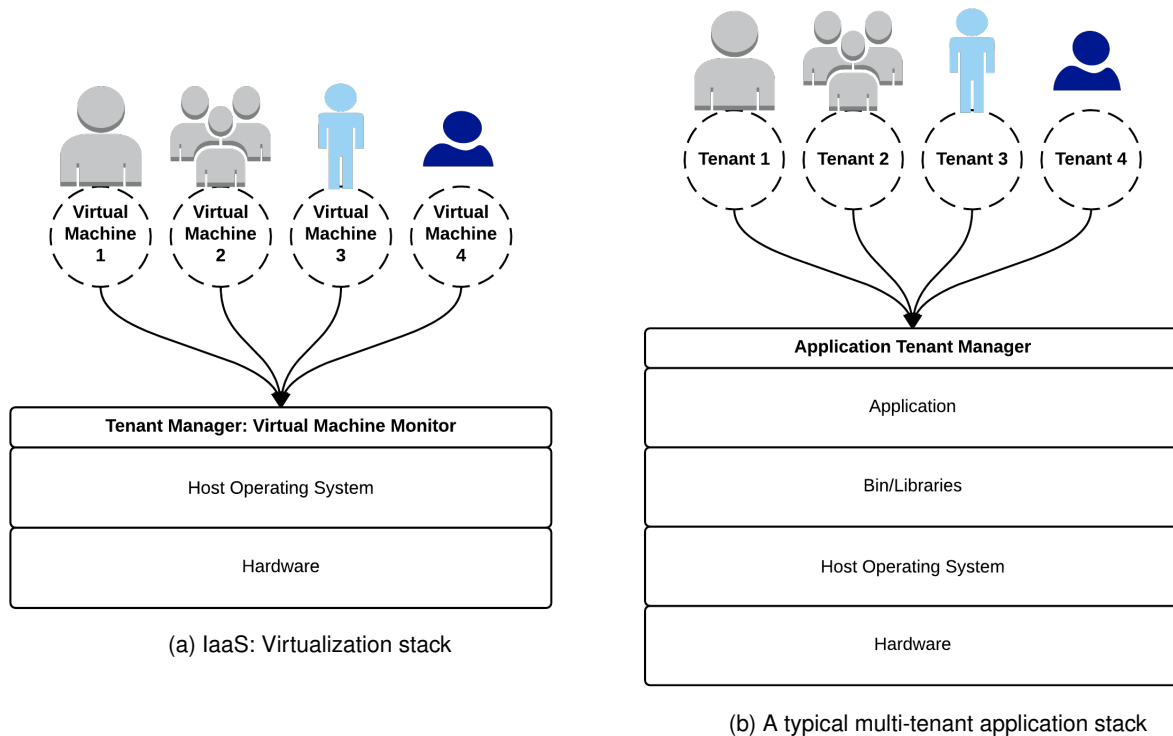 Virtual
Machine
1
Virtual
Machine
2
Virtual
Machine
3
Virtual
Machine
4
Tenant Manager: Virtual Machine Monitor
Host Operating System
Hardware
(a) IaaS: Virtualization stack
Tenant 1
Tenant 2
Tenant 3
Tenant 4
Application Tenant Manager
Application
Bin/Libraries
Host Operating System
Hardware
(b) A typical multi-tenant application stack